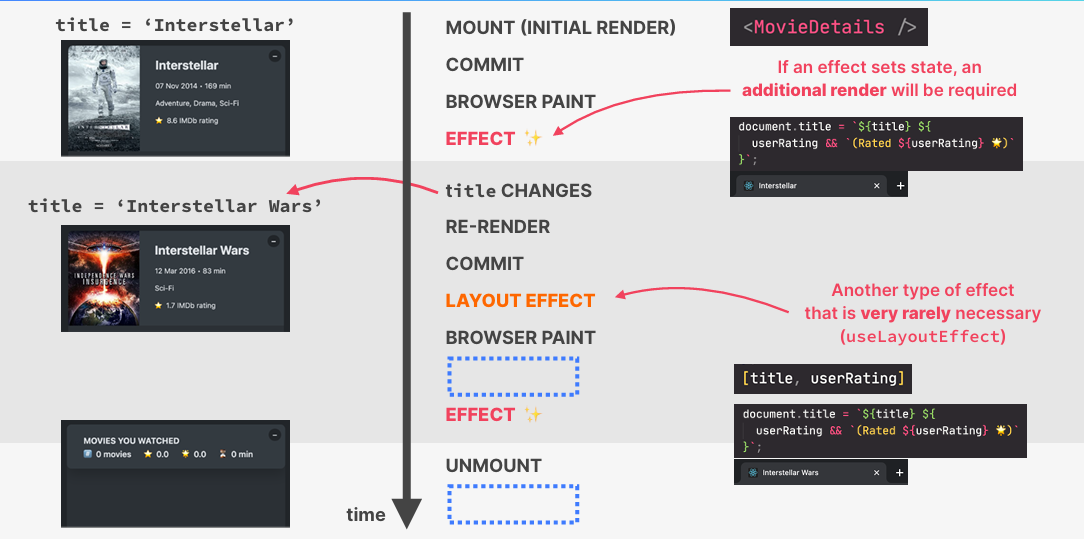 title = ‘Interstellar’
Interstellar
07 Nov 2014 • 169 min
Adventure, Drama, Sci-Fi
⭐ 8.6 IMDb rating
INTERSTELLAR
MOUNT (INITIAL RENDER)
COMMIT
BROWSER PAINT
EFFECT ✨
<MovieDetails />
If an effect sets state, an
additional render will be required
document.title = `${title} ${
userRating && `(Rated ${userRating} 🌟)`
}`;
Interstellar
title = ‘Interstellar Wars’
Interstellar Wars
12 Mar 2016 • 83 min
Sci-Fi
⭐ 1.7 IMDb rating
INDEPENDENCE WARS
INSURGENCE
title CHANGES
RE-RENDER
COMMIT
LAYOUT EFFECT
BROWSER PAINT
EFFECT ✨
Another type of effect
that is very rarely necessary
(useLayoutEffect)
[title, userRating]
document.title = `${title} ${
userRating && `(Rated ${userRating} 🌟)`
}`;
Interstellar Wars
MOVIES YOU WATCHED
#️⃣ 0 movies ⭐ 0.0 🌟 0.0 ⏳ 0 min
UNMOUNT
time